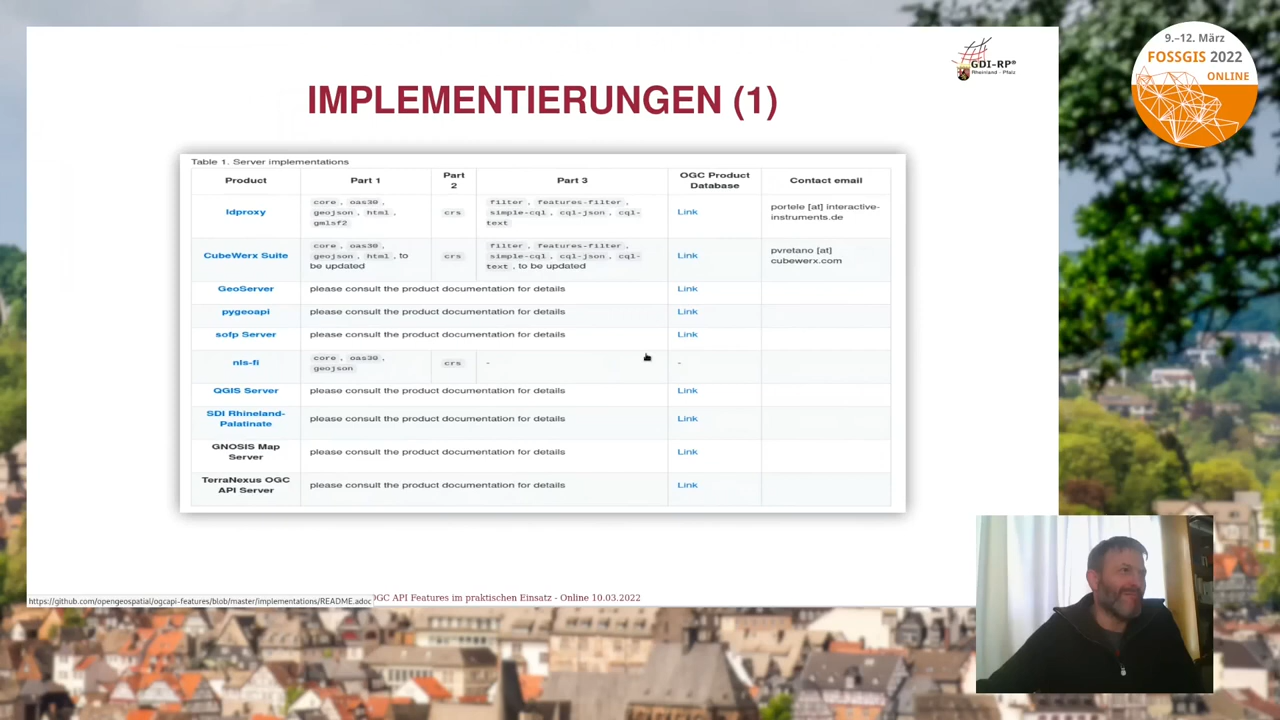 9.–12. März
FOSSGIS 2022
ONLINE
GDI-RP®
Rheinland - Pfalz
IMPLEMENTIERUNGEN (1)
Table 1. Server implementations
Product Part 1 Part 2 Part 3 OGC Product Database Contact email
ldproxy core , oas30 , geojson , html , gmlsf2 crs filter , features-filter , simple-cql , cql-json , cql-text Link portele [at] interactive-instruments.de
CubeWerx Suite core , oas30 , geojson , html , to be updated crs filter , features-filter , simple-cql , cql-json , cql-text , to be updated Link pvretano [at] cubewerx.com
GeoServer please consult the product documentation for details Link
pygeoapi please consult the product documentation for details Link
sofp Server please consult the product documentation for details Link
nls-fi core , oas30 , geojson crs - -
QGIS Server please consult the product documentation for details Link
SDI Rhineland-Palatinate please consult the product documentation for details Link
GNOSIS Map Server please consult the product documentation for details Link
TerraNexus OGC API Server please consult the product documentation for details Link
https://github.com/opengeospatial/ogcapi-features/blob/master/implementations/README.adoc
OGC API Features im praktischen Einsatz - Online 10.03.2022